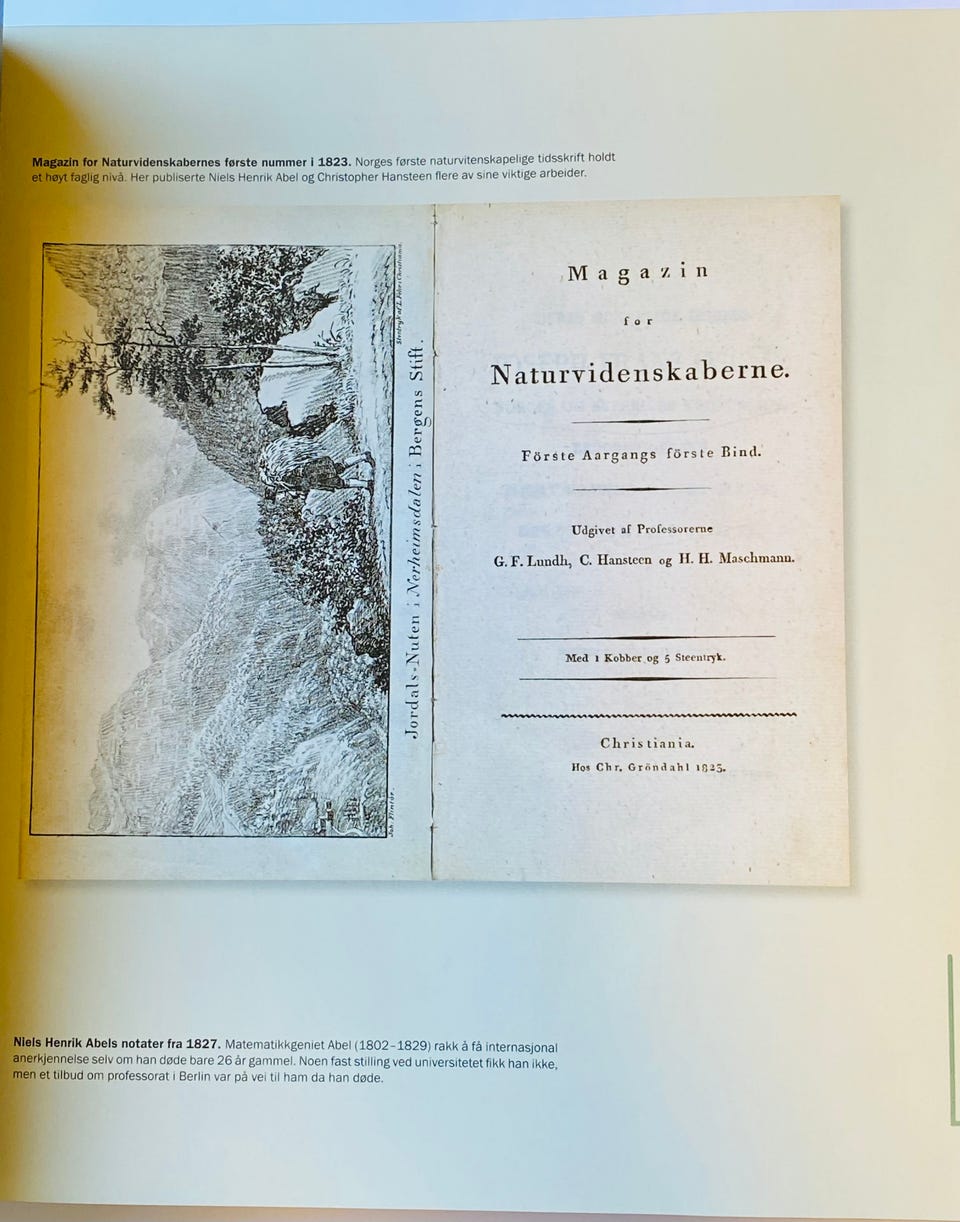 Magazin for Naturvidenskabernes første nummer i 1823. Norges første naturvitenskapelige tidsskrift holdt
et høyt faglig nivå. Her publiserte Niels Henrik Abel og Christopher Hansteen flere av sine viktige arbeider.
Jordals-Nuten i Nerheimsdalen i Bergens Stift.
Magazin
for
Naturvidenskaberne.
Förste Aargangs förste Bind.
Udgivet af Professorerne
G. F. Lundh, C. Hansteen og H. H. Maschmann.
Med 1 Kobber og 5 Steentryk.
Christiania.
Hos Chr. Gröndahl 1823.
Niels Henrik Abels notater fra 1827. Matematikkgeniet Abel (1802–1829) rakk å få internasjonal
anerkjennelse selv om han døde bare 26 år gammel. Noen fast stilling ved universitetet fikk han ikke,
men et tilbud om professorat i Berlin var på vei til ham da han døde.